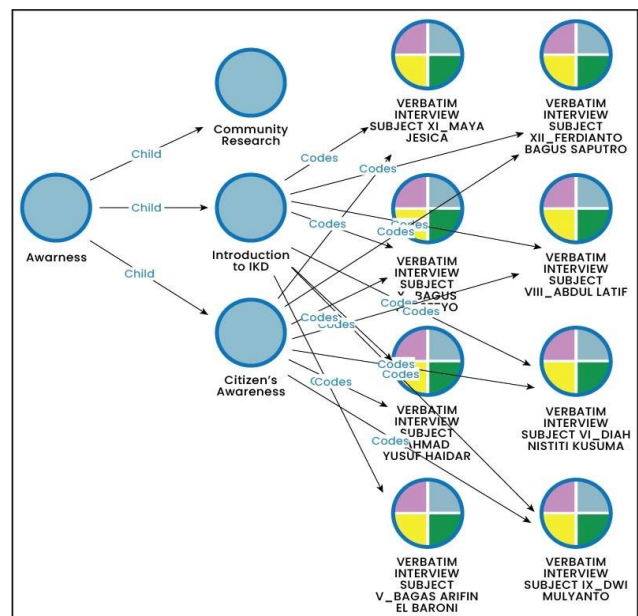 VERBATIM
INTERVIEW
SUBJECT XI_MAYA
JESICA
VERBATIM
INTERVIEW
SUBJECT
XII_FERDIANTO
BAGUS SAPUTRO
Community
Research
Child
Codes
Codes
Child
Codes
Codes
Awarness
Introduction
to IKD
VERBATIM
INTERVIEW
SUBJECT
VERBATIM
INTERVIEW
SUBJECT
VIII_ABDUL LATIF
Child
Codes
Codes
Codes
Codes
Citizen's
Awareness
Codes
Codes
Codes
Codes
VERBATIM
INTERVIEW
SUBJECT
AHMAD
YUSUF HAIDAR
VERBATIM
INTERVIEW
SUBJECT VI_DIAH
NISTITI KUSUMA
VERBATIM
INTERVIEW
SUBJECT
V_BAGAS ARIFIN
EL BARONI
VERBATIM
INTERVIEW
SUBJECT IX_DWI
MULYANTO